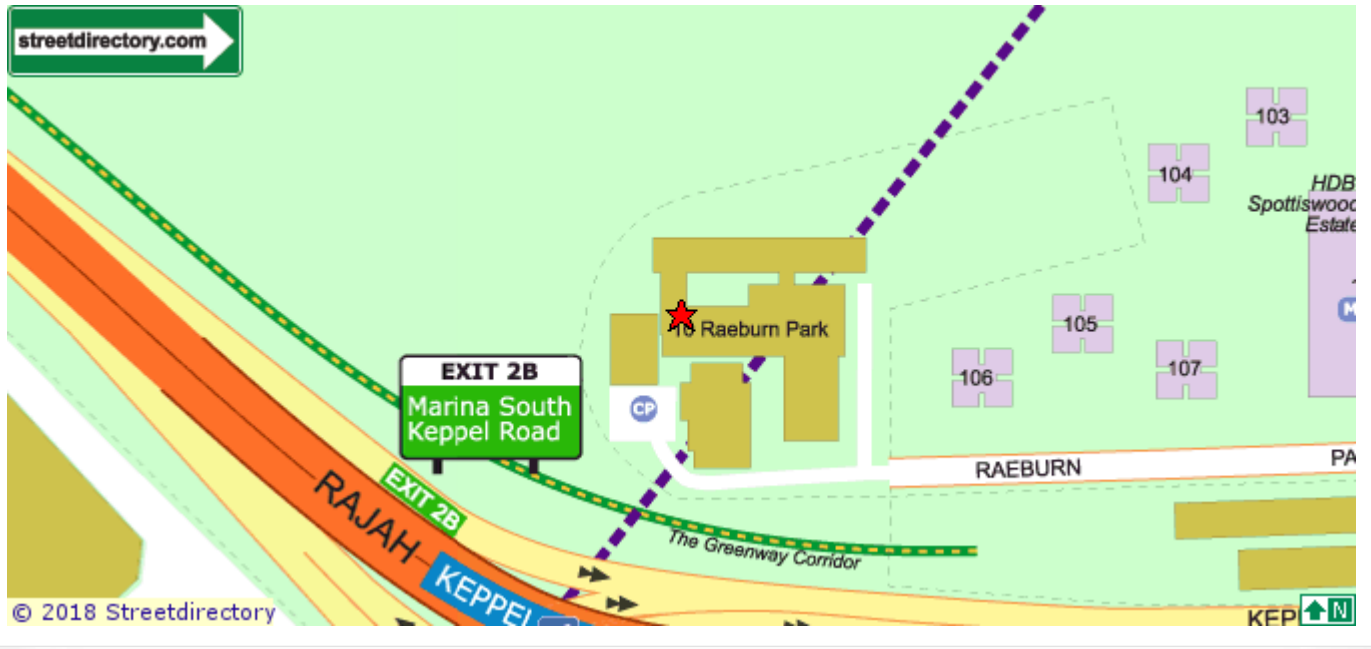 streetdirectory.com
103
104
HDB
Spottiswood
Estate
M
10 Raeburn Park
105
106
107
CP
EXIT 2B
Marina South
Keppel Road
RAEBURN
PA
EXIT 2B
RAJAH
The Greenway Corridor
KEPPEL
© 2018 Streetdirectory
KEP
N